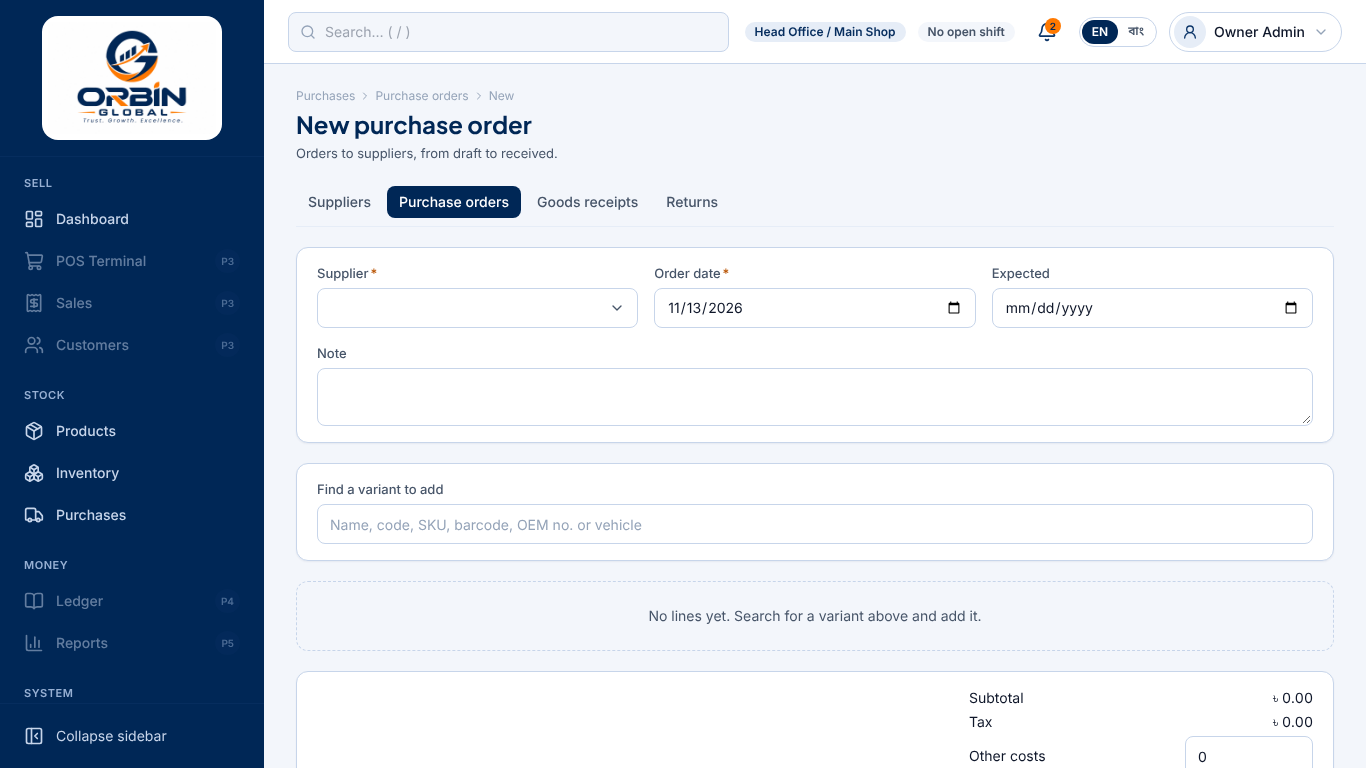 ORBIN
GLOBAL
Trust. Growth. Excellence.
SELL
Dashboard
POS Terminal P3
Sales P3
Customers P3
STOCK
Products
Inventory
Purchases
MONEY
Ledger P4
Reports P5
SYSTEM
Collapse sidebar
Search... ( / )
Head Office / Main Shop
No open shift
2
EN বাং
Owner Admin
Purchases > Purchase orders > New
New purchase order
Orders to suppliers, from draft to received.
Suppliers Purchase orders Goods receipts Returns
Supplier* Order date* Expected
11/13/2026 mm/dd/yyyy
Note
Find a variant to add
Name, code, SKU, barcode, OEM no. or vehicle
No lines yet. Search for a variant above and add it.
Subtotal ৳ 0.00
Tax ৳ 0.00
Other costs 0